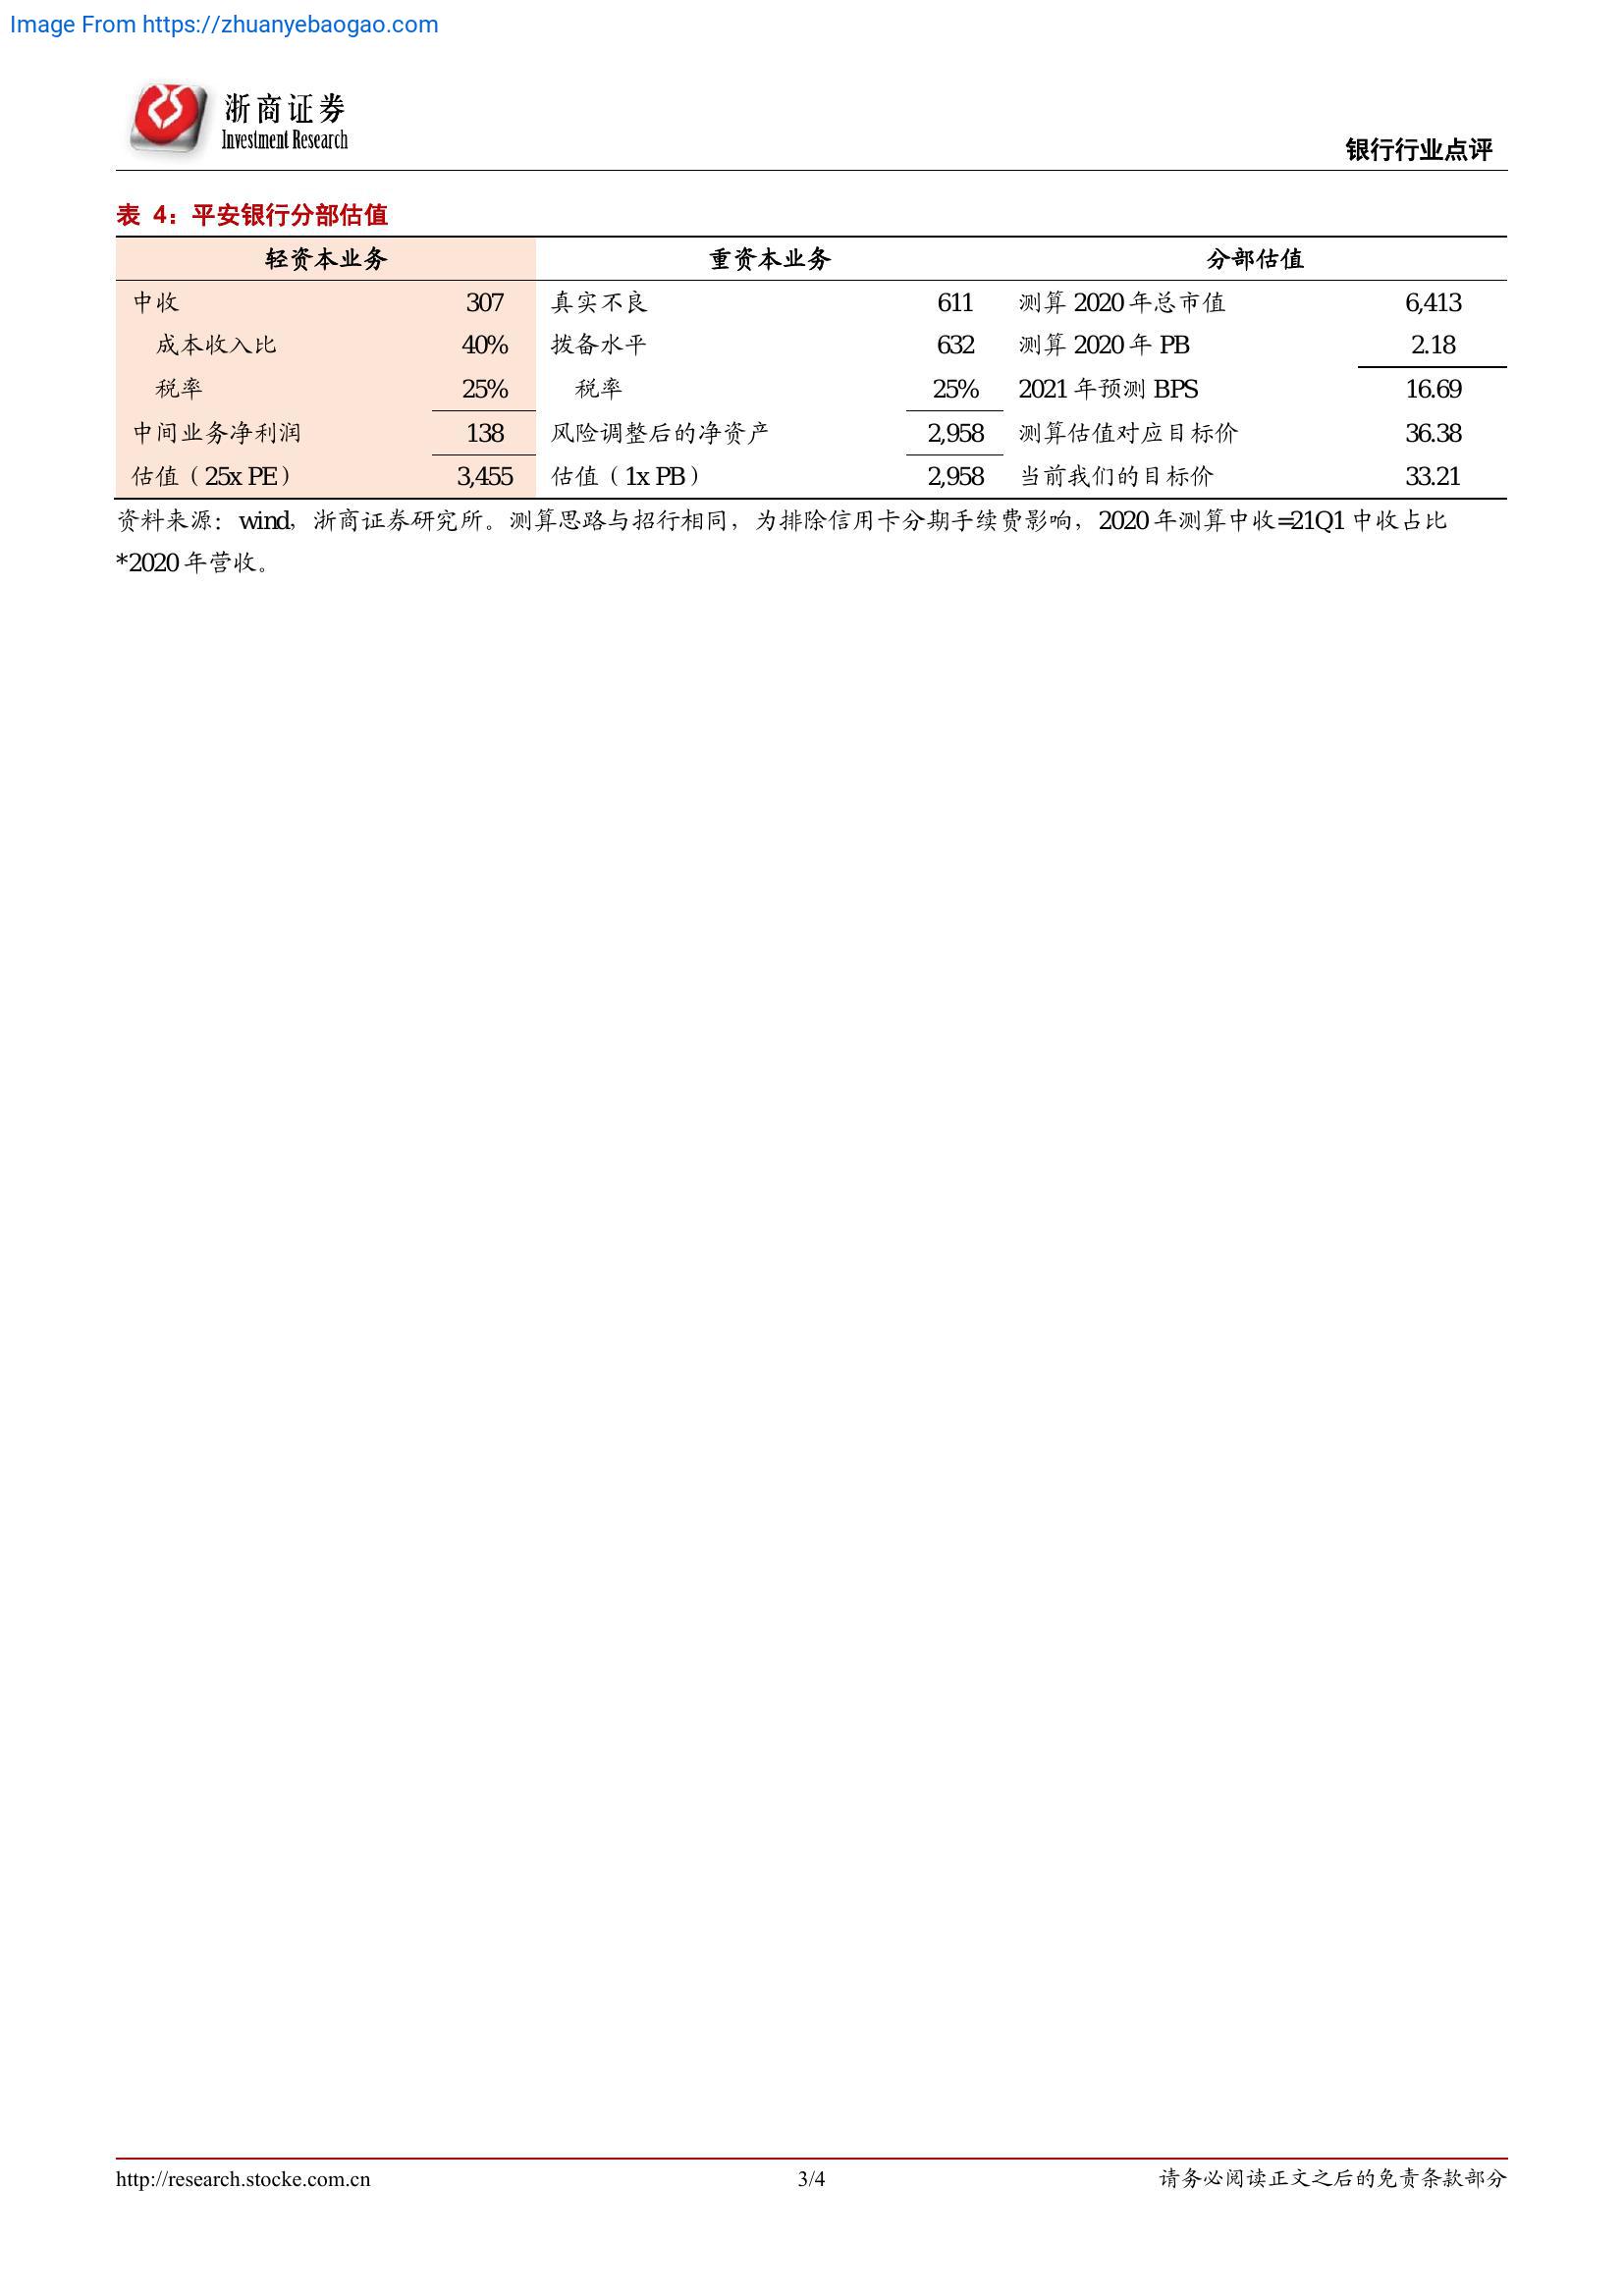 Image From https://zhuanyebaogao.com
浙商证券
Investment Research
银行行业点评
表 4：平安银行分部估值
轻资本业务 重资本业务 分部估值
中收 307 真实不良 611 测算 2020 年总市值 6,413
成本收入比 40% 拨备水平 632 测算 2020 年 PB 2.18
税率 25% 税率 25% 2021 年预测 BPS 16.69
中间业务净利润 138 风险调整后的净资产 2,958 测算估值对应目标价 36.38
估值（25x PE） 3,455 估值（1x PB） 2,958 当前我们的目标价 33.21
资料来源：wind，浙商证券研究所。测算思路与招行相同，为排除信用卡分期手续费影响，2020 年测算中收=21Q1 中收占比
*2020 年营收。
http://research.stocke.com.cn 3/4 请务必阅读正文之后的免责条款部分